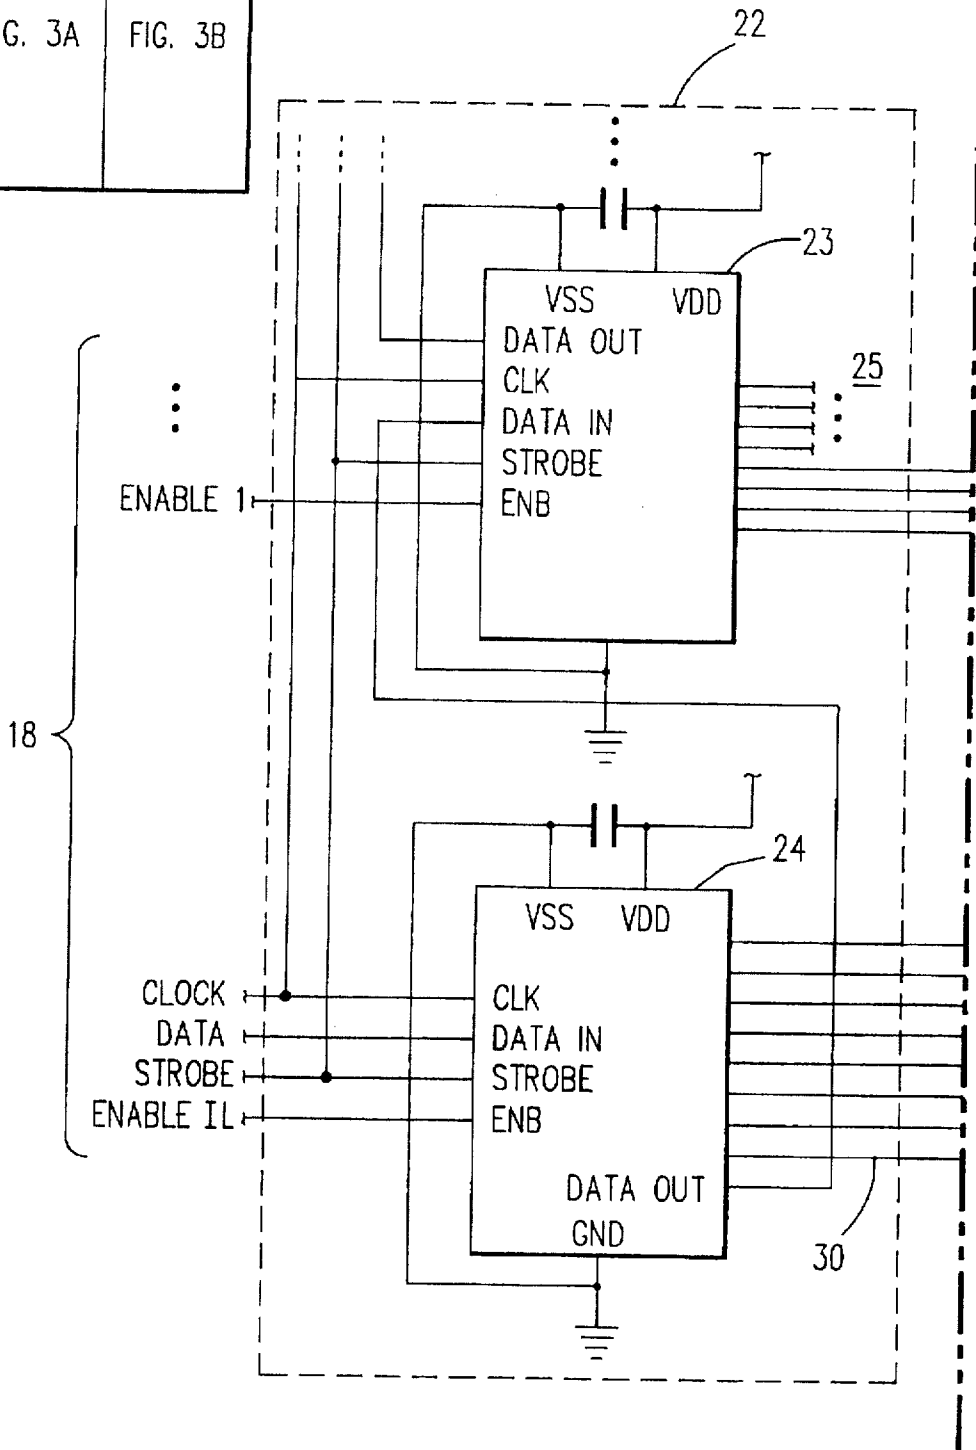 G. 3A
FIG. 3B
22
23
VSS
VDD
DATA OUT
CLK
25
DATA IN
STROBE
ENABLE 1
ENB
18
24
VSS
VDD
CLOCK
CLK
DATA
DATA IN
STROBE
STROBE
ENABLE IL
ENB
DATA OUT
GND
30